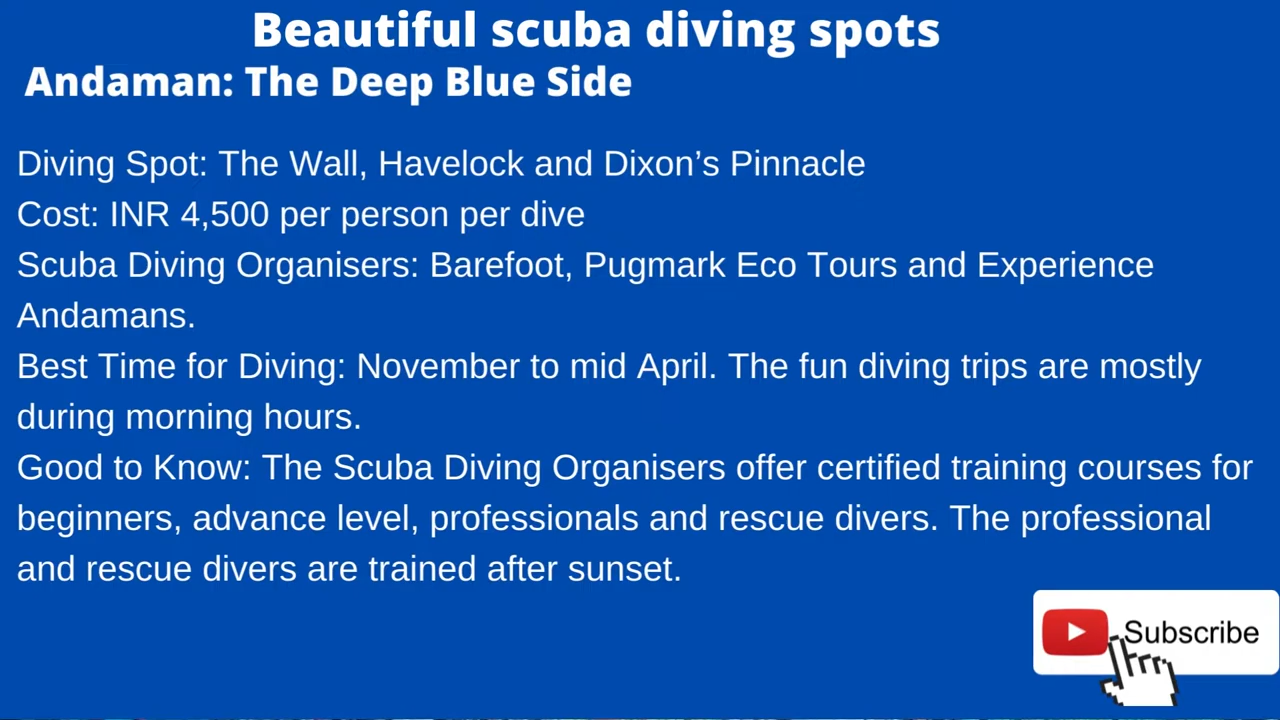 Beautiful scuba diving spots
Andaman: The Deep Blue Side
Diving Spot: The Wall, Havelock and Dixon’s Pinnacle
Cost: INR 4,500 per person per dive
Scuba Diving Organisers: Barefoot, Pugmark Eco Tours and Experience
Andamans.
Best Time for Diving: November to mid April. The fun diving trips are mostly
during morning hours.
Good to Know: The Scuba Diving Organisers offer certified training courses for
beginners, advance level, professionals and rescue divers. The professional
and rescue divers are trained after sunset.
Subscribe